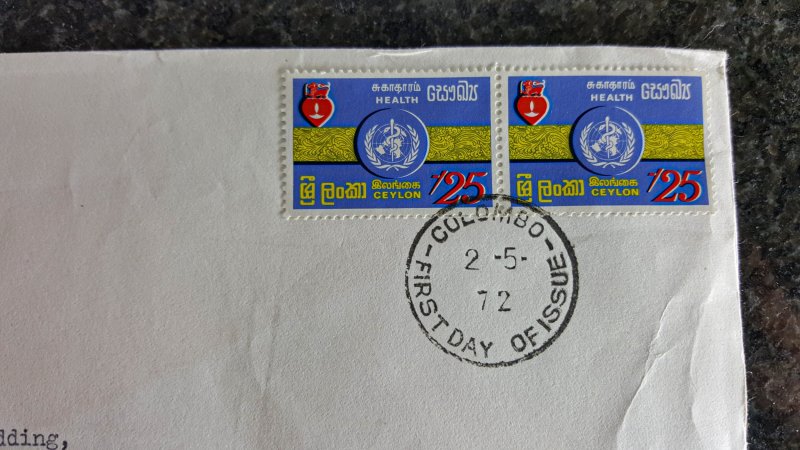 சுகாதாரம் සෞඛ්‍ය
HEALTH
ශ්‍රී ලංකා இலங்கை /25
CEYLON
சுகாதாரம் සෞඛ්‍ය
HEALTH
ශ්‍රී ලංකා இலங்கை /25
CEYLON
- COLOMBO -
2 -5-
72
FIRST DAY OF ISSUE
dding,